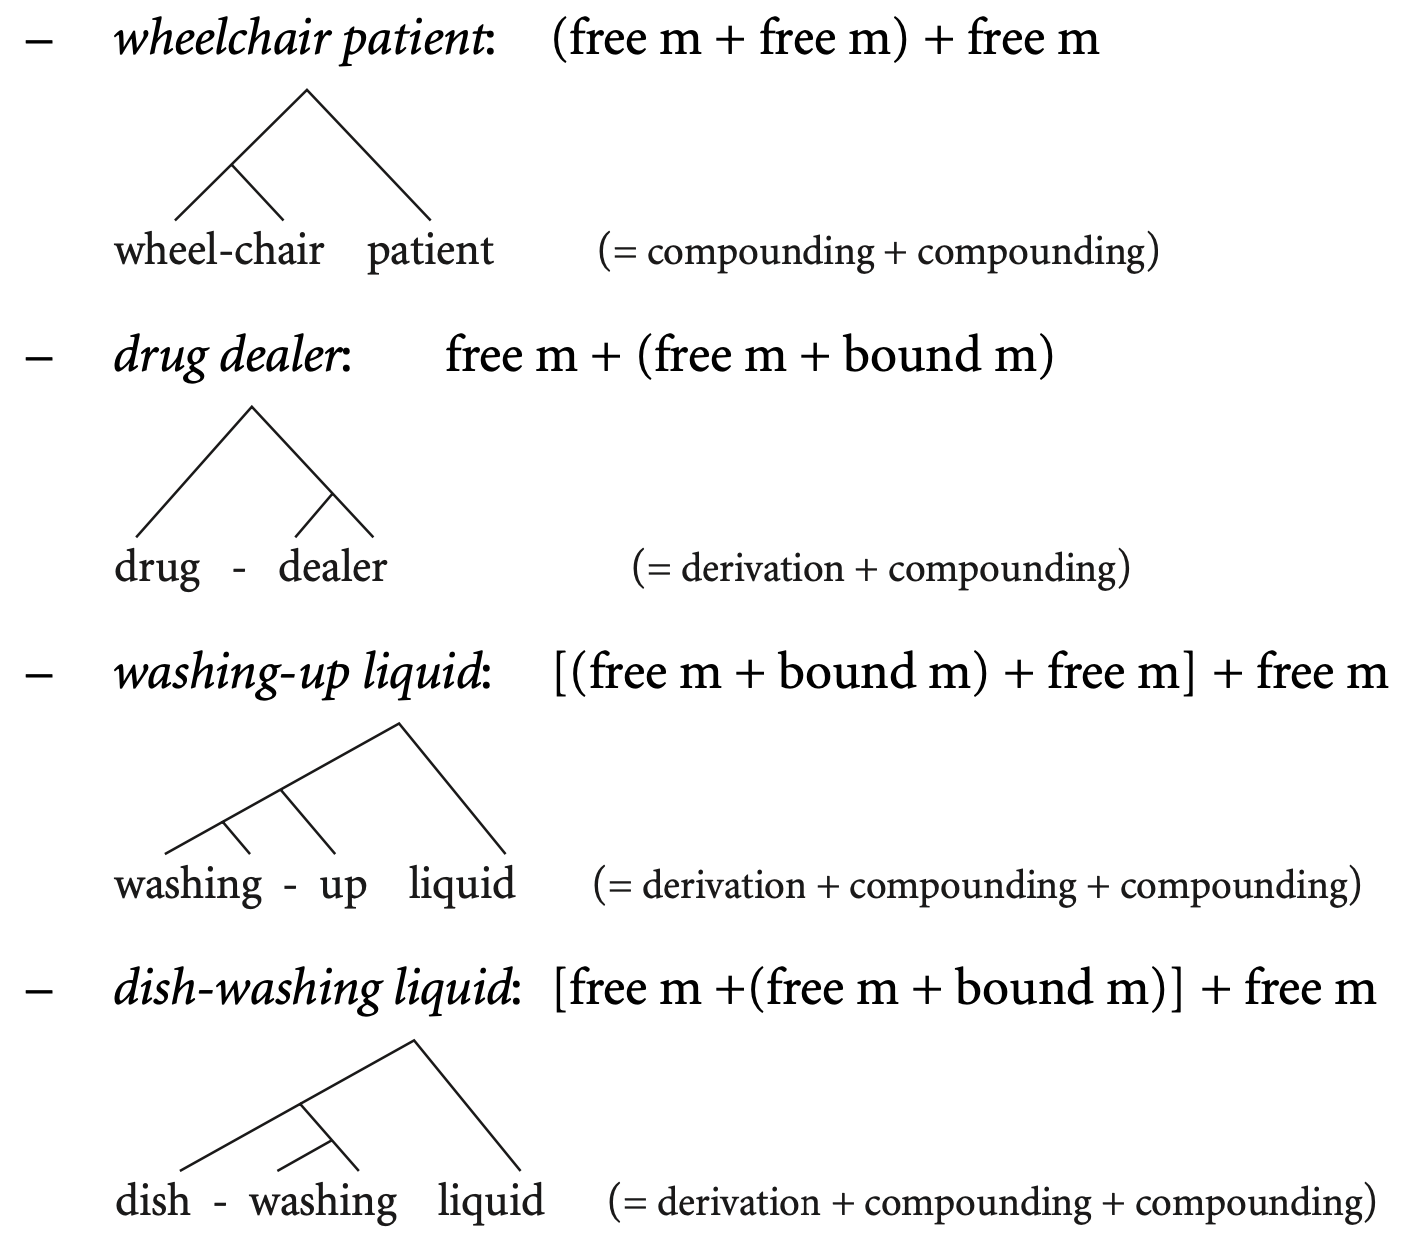 – wheelchair patient: (free m + free m) + free m
wheel-chair patient (= compounding + compounding)
– drug dealer: free m + (free m + bound m)
drug - dealer (= derivation + compounding)
– washing-up liquid: [(free m + bound m) + free m] + free m
washing - up liquid (= derivation + compounding + compounding)
– dish-washing liquid: [free m +(free m + bound m)] + free m
dish - washing liquid (= derivation + compounding + compounding)